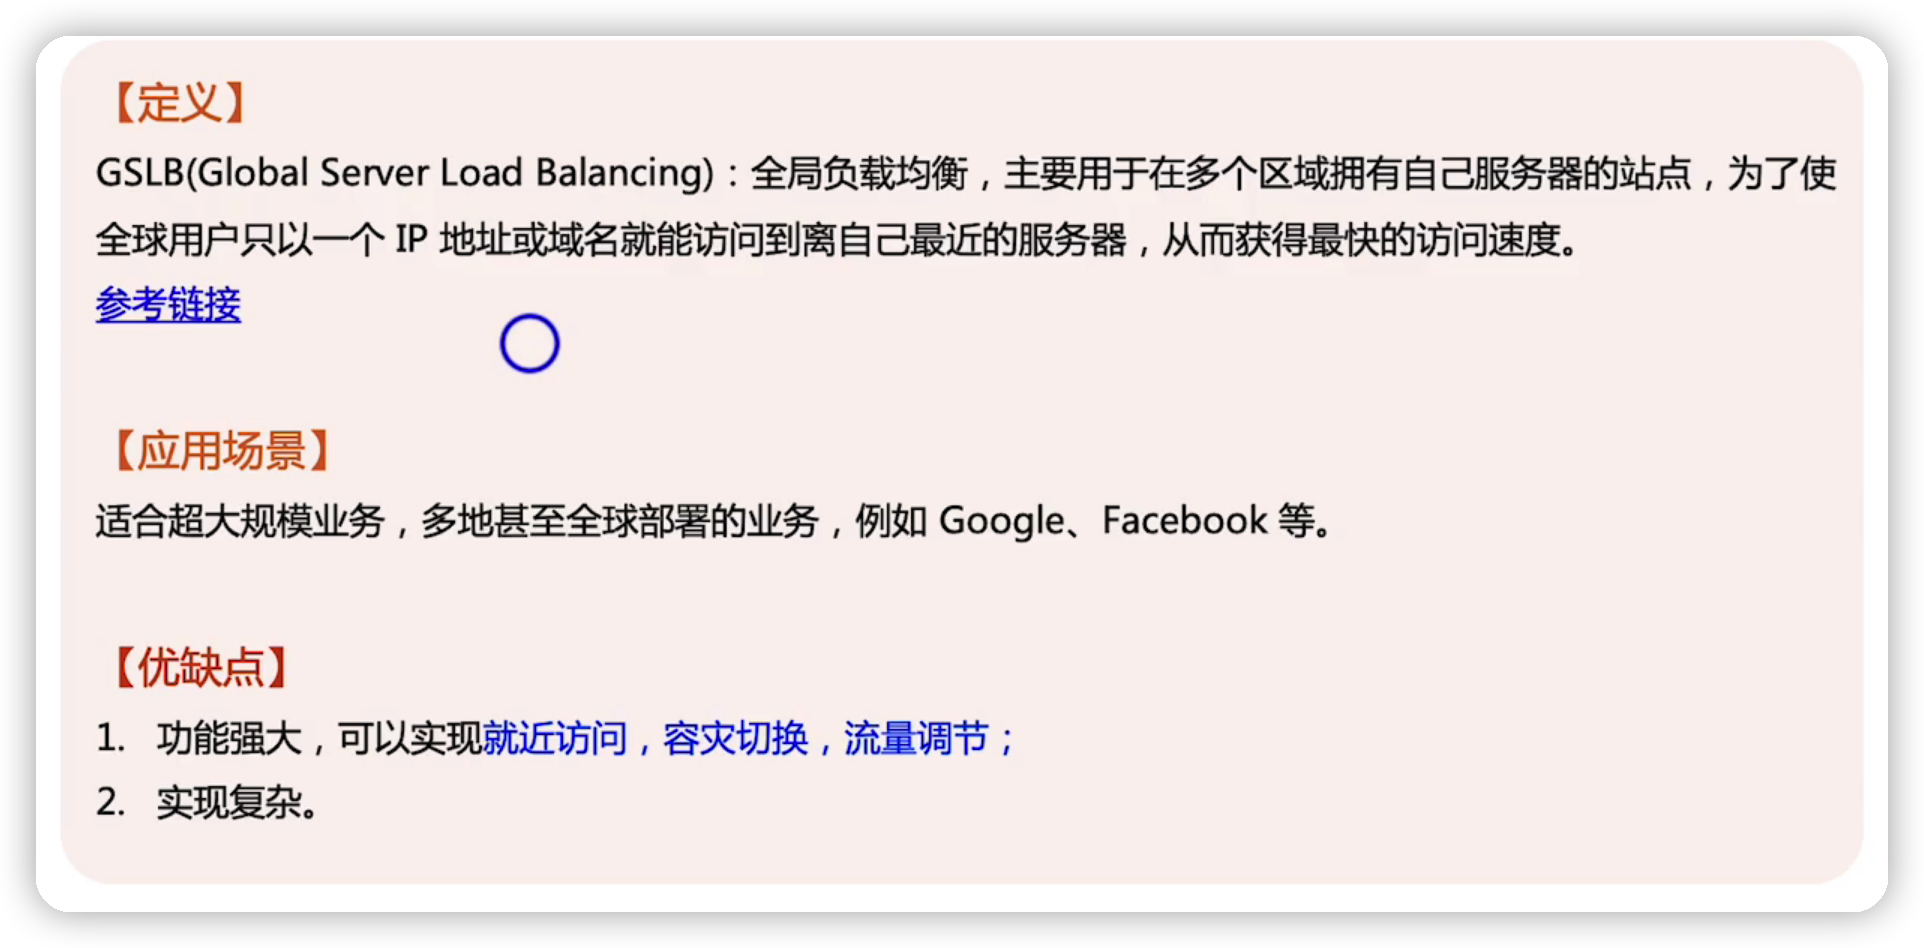 【定义】
GSLB(Global Server Load Balancing)：全局负载均衡，主要用于在多个区域拥有自己服务器的站点，为了使
全球用户只以一个 IP 地址或域名就能访问到离自己最近的服务器，从而获得最快的访问速度。
参考链接
【应用场景】
适合超大规模业务，多地甚至全球部署的业务，例如 Google、Facebook 等。
【优缺点】
1. 功能强大，可以实现就近访问，容灾切换，流量调节；
2. 实现复杂。